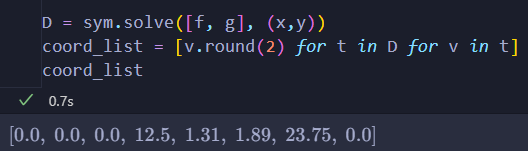 D = sym.solve([f, g], (x,y))
coord_list = [v.round(2) for t in D for v in t]
coord_list
✓ 0.7s
[0.0, 0.0, 0.0, 12.5, 1.31, 1.89, 23.75, 0.0]